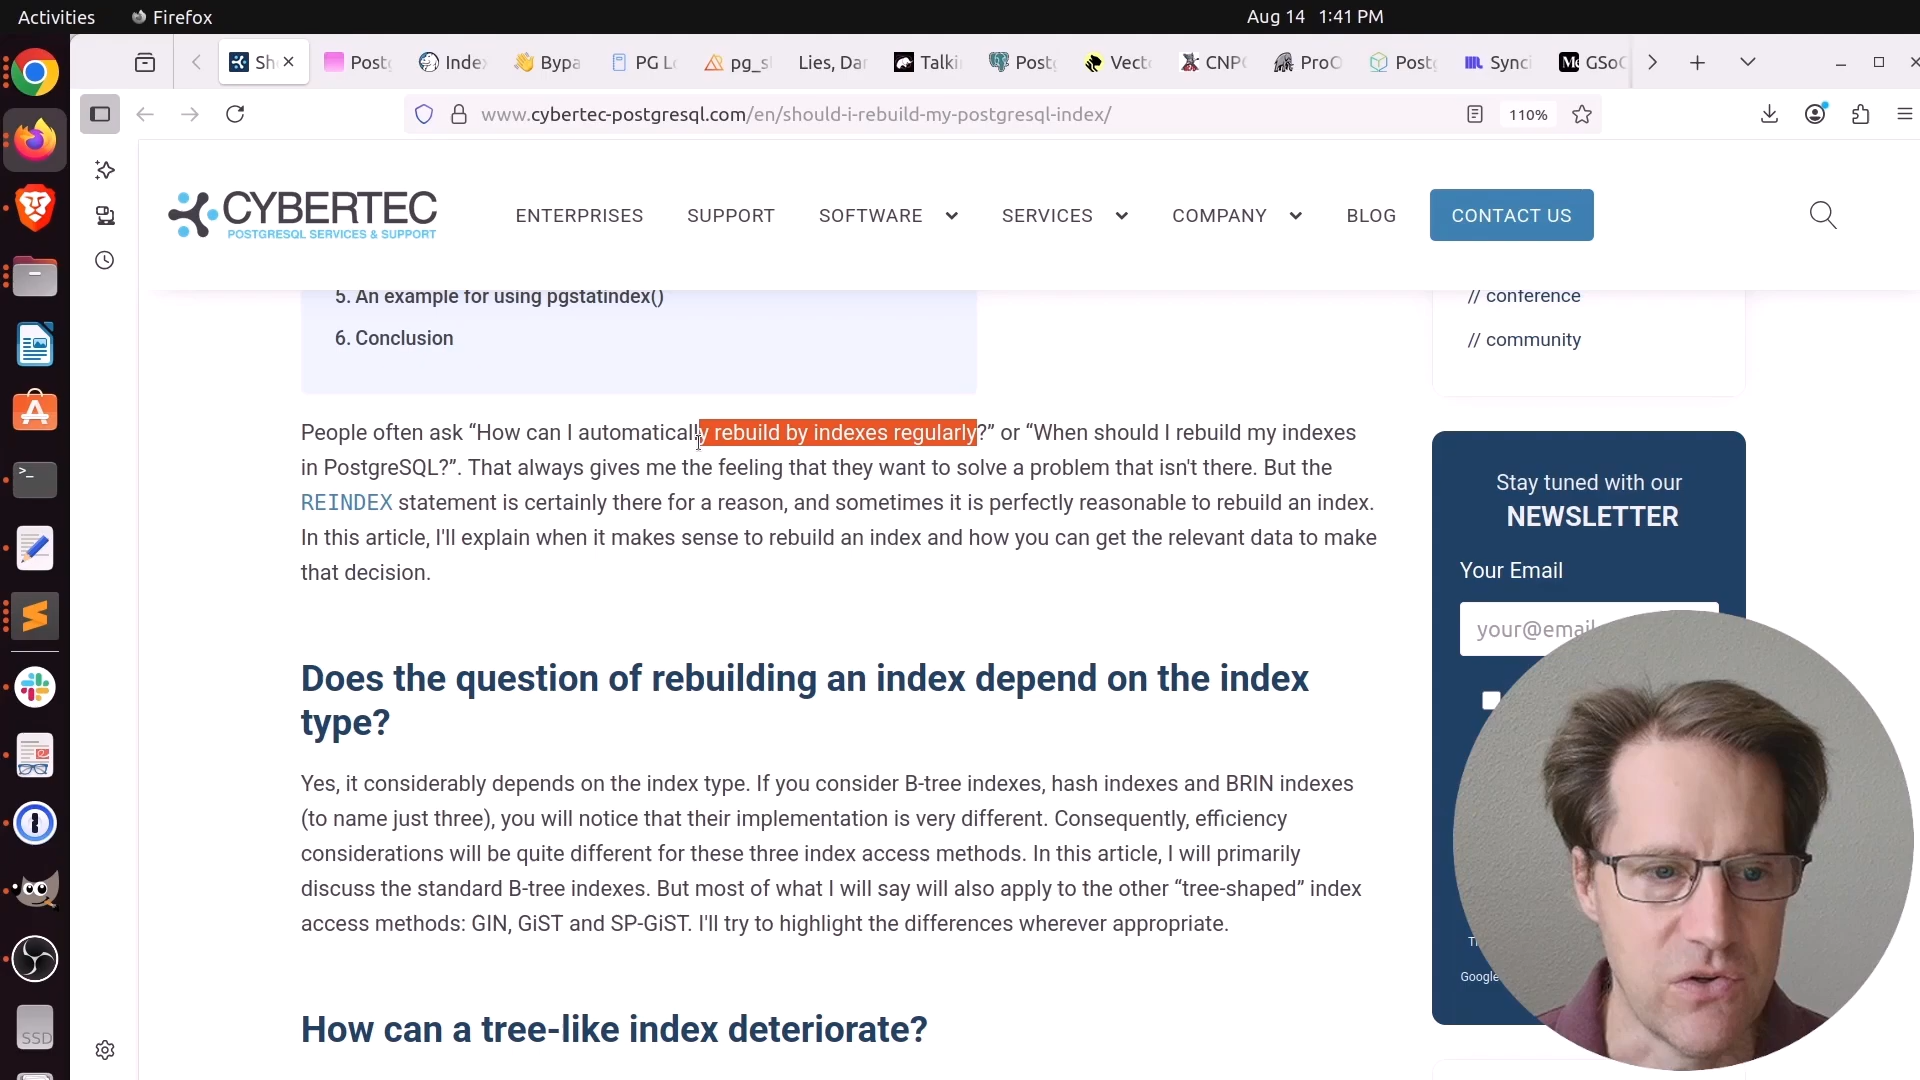 Activities
Firefox
Aug 14 1:41 PM
Sh
Post
Index
Bypa
PG L
pg_s
Lies, Dar
Talki
Post
Vect
CNP
ProO
Post
Sync
GSoC
www.cybertec-postgresql.com/en/should-i-rebuild-my-postgresql-index/
110%
CYBERTEC
POSTGRESQL SERVICES & SUPPORT
ENTERPRISES
SUPPORT
SOFTWARE
SERVICES
COMPANY
BLOG
CONTACT US
5. An example for using pgstatindex()
6. Conclusion
// conference
// community
People often ask “How can I automatically rebuild by indexes regularly?” or “When should I rebuild my indexes
in PostgreSQL?”. That always gives me the feeling that they want to solve a problem that isn't there. But the
REINDEX statement is certainly there for a reason, and sometimes it is perfectly reasonable to rebuild an index.
In this article, I'll explain when it makes sense to rebuild an index and how you can get the relevant data to make
that decision.
Does the question of rebuilding an index depend on the index
type?
Yes, it considerably depends on the index type. If you consider B-tree indexes, hash indexes and BRIN indexes
(to name just three), you will notice that their implementation is very different. Consequently, efficiency
considerations will be quite different for these three index access methods. In this article, I will primarily
discuss the standard B-tree indexes. But most of what I will say will also apply to the other “tree-shaped” index
access methods: GIN, GiST and SP-GiST. I'll try to highlight the differences wherever appropriate.
How can a tree-like index deteriorate?
Stay tuned with our
NEWSLETTER
Your Email
your@email
Google
SSD